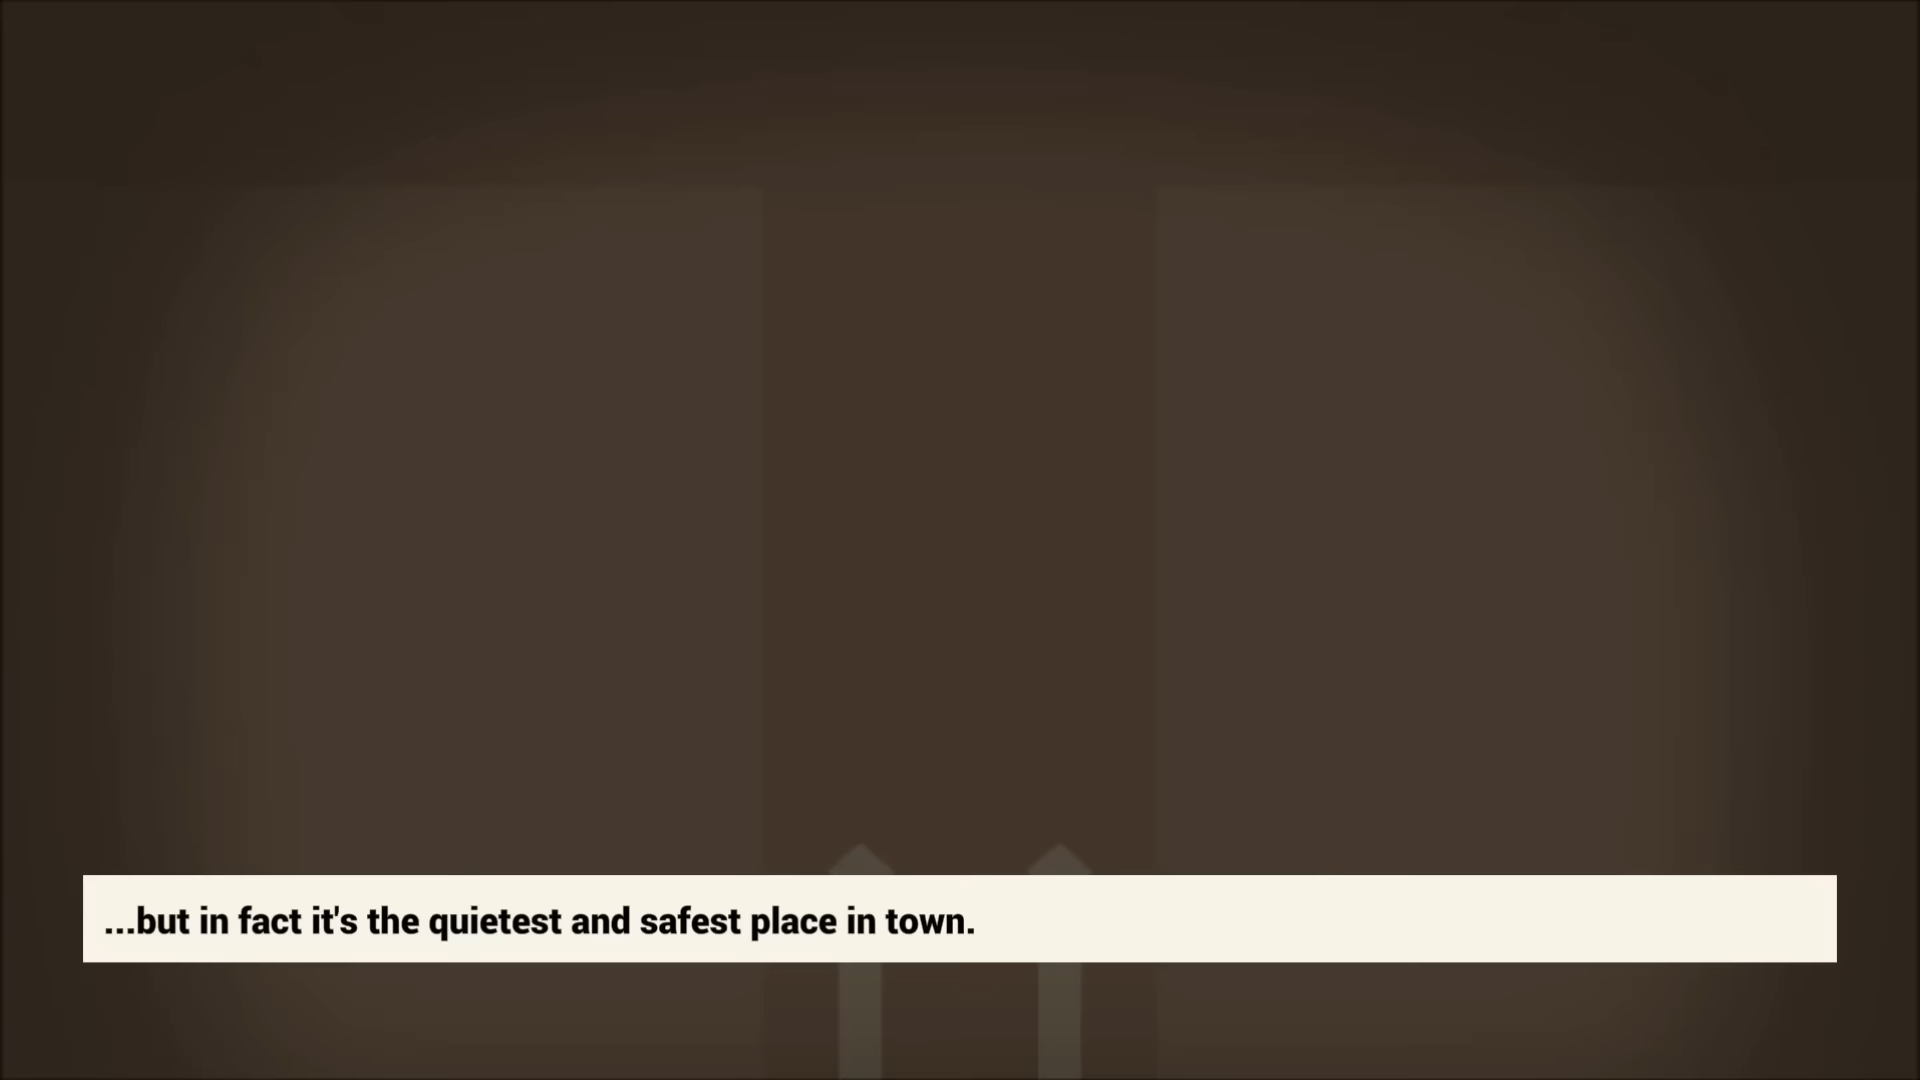 ...but in fact it's the quietest and safest place in town.